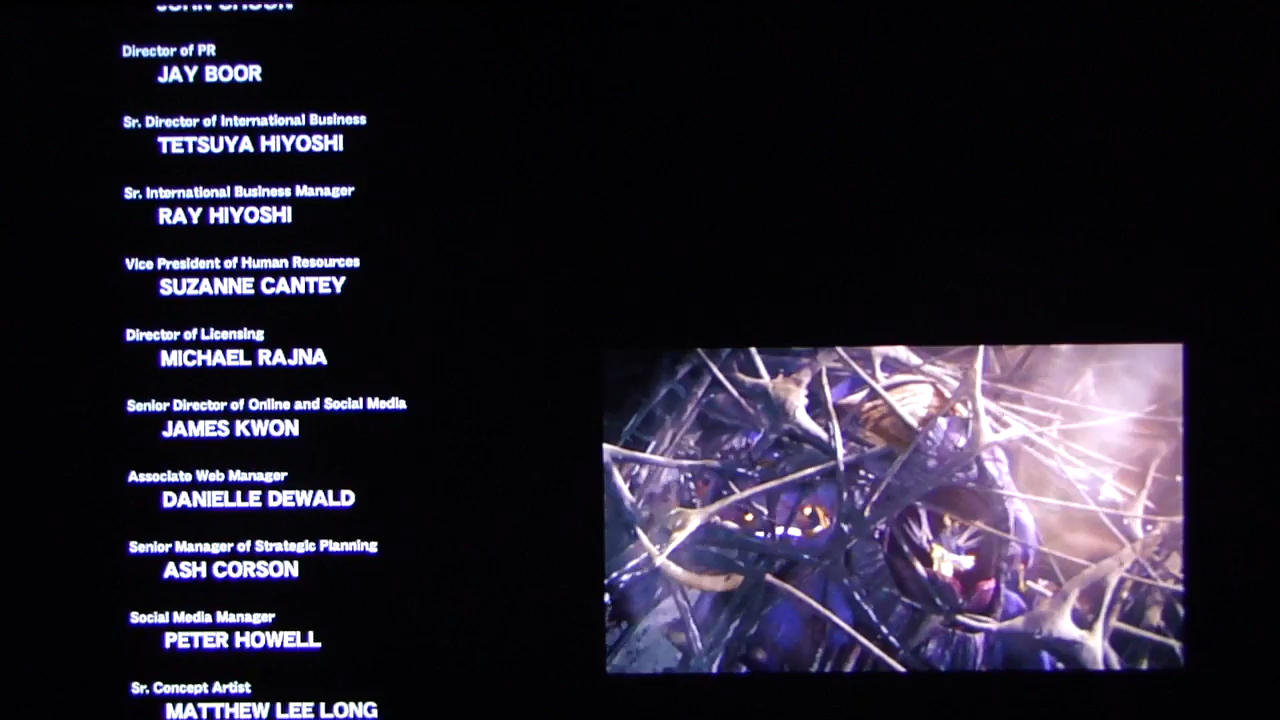 Director of PR
JAY BOOR
Sr. Director of International Business
TETSUYA HIYOSHI
Sr. International Business Manager
RAY HIYOSHI
Vice President of Human Resources
SUZANNE CANTEY
Director of Licensing
MICHAEL RAJNA
Senior Director of Online and Social Media
JAMES KWON
Associate Web Manager
DANIELLE DEWALD
Senior Manager of Strategic Planning
ASH CORSON
Social Media Manager
PETER HOWELL
Sr. Concept Artist
MATTHEW LEE LONG